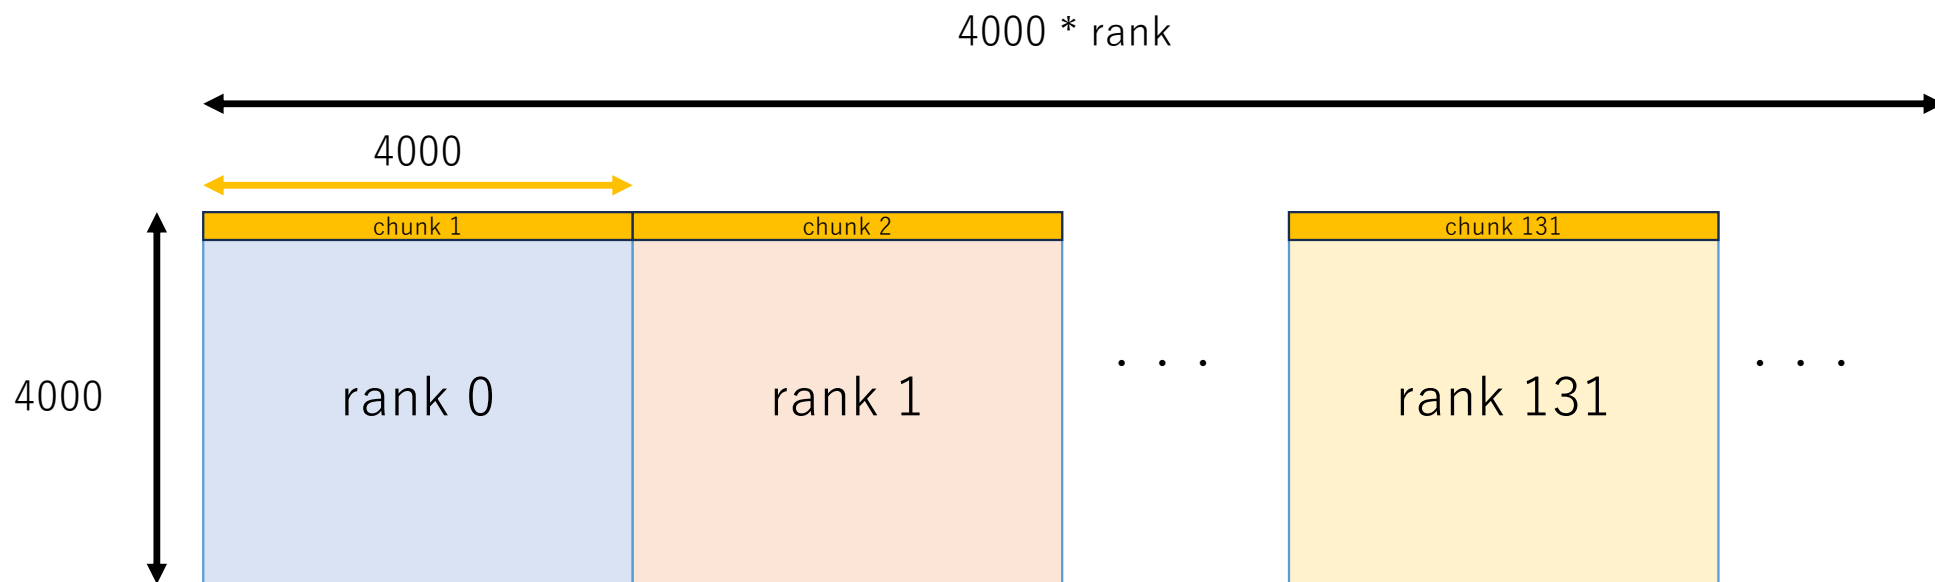 4000 * rank
4000
chunk 1
chunk 2
chunk 131
4000
rank 0
rank 1
. . .
rank 131
. . .